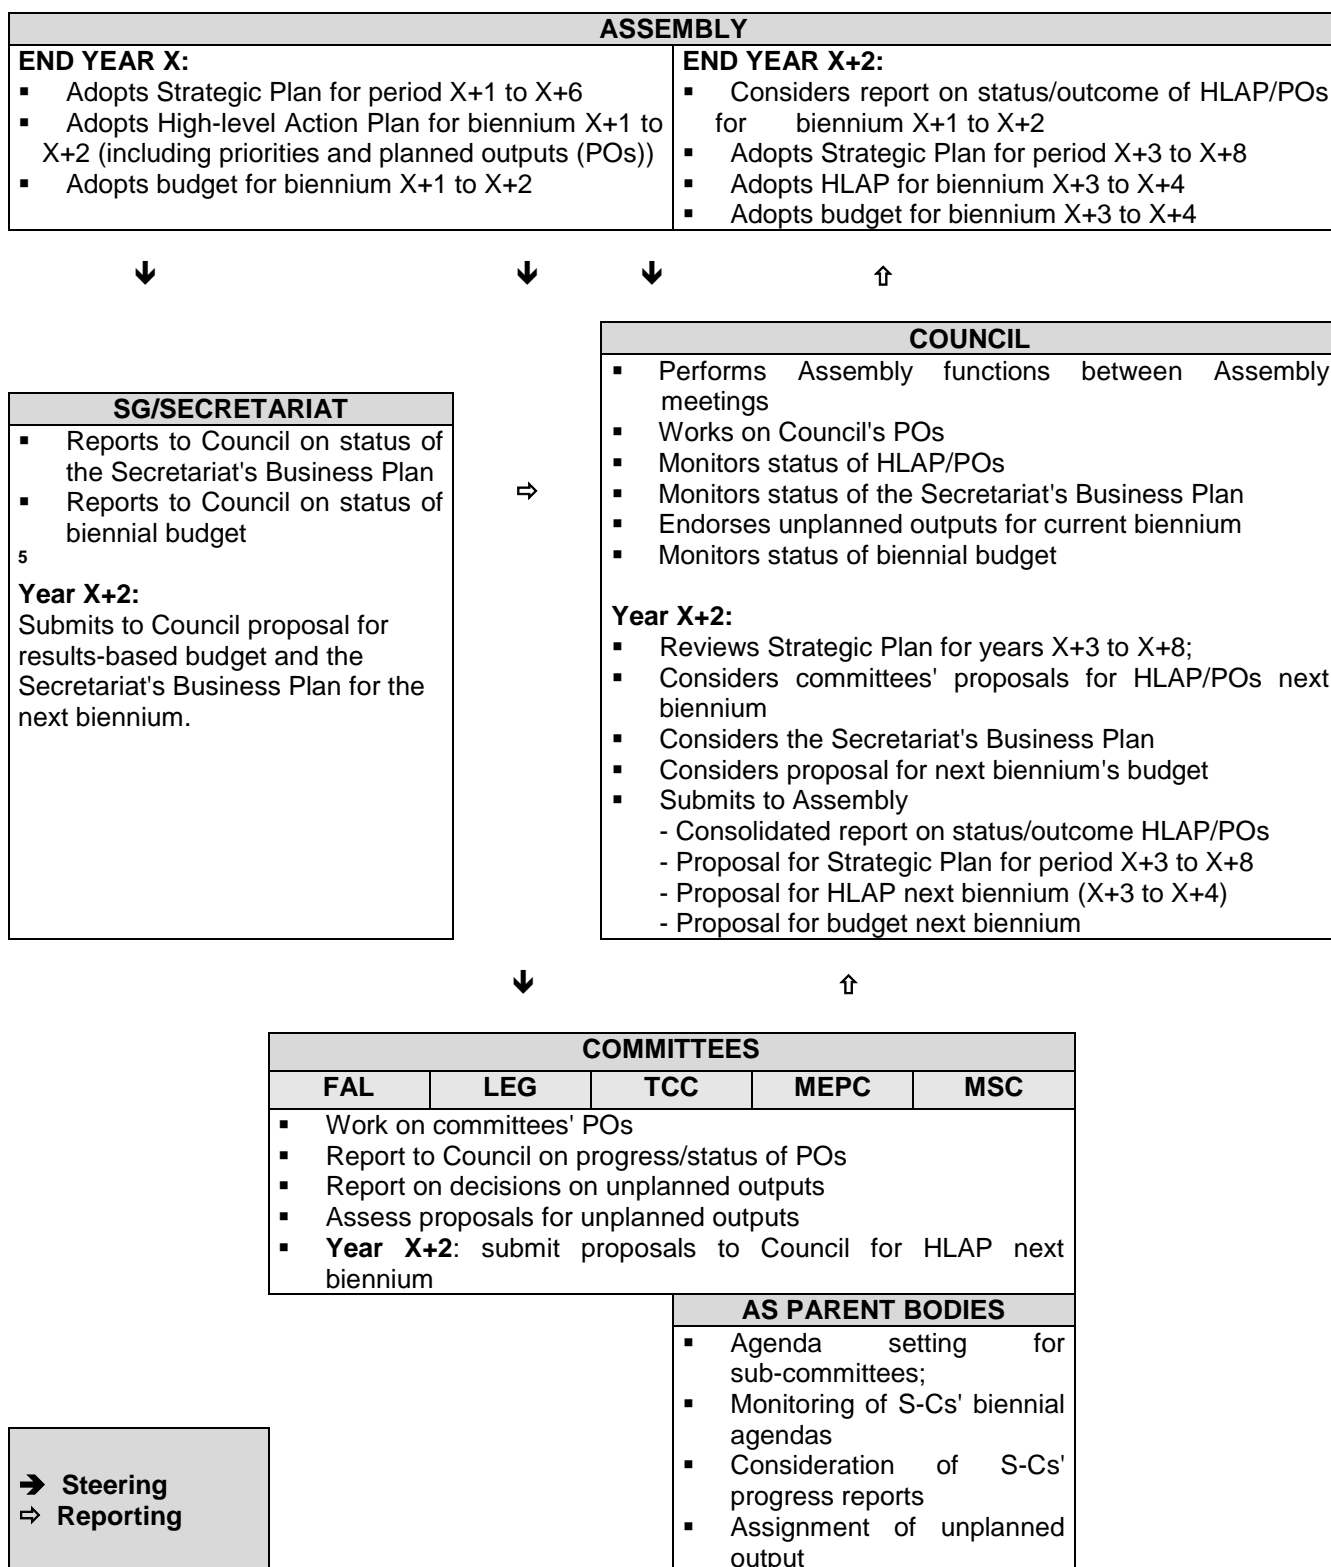 ASSEMBLY
END YEAR X:
▪ Adopts Strategic Plan for period X+1 to X+6
▪ Adopts High-level Action Plan for biennium X+1 to
X+2 (including priorities and planned outputs (POs))
▪ Adopts budget for biennium X+1 to X+2
END YEAR X+2:
▪ Considers report on status/outcome of HLAP/POs
for biennium X+1 to X+2
▪ Adopts Strategic Plan for period X+3 to X+8
▪ Adopts HLAP for biennium X+3 to X+4
▪ Adopts budget for biennium X+3 to X+4
SG/SECRETARIAT
▪ Reports to Council on status of
the Secretariat's Business Plan
▪ Reports to Council on status of
biennial budget
5
Year X+2:
Submits to Council proposal for
results-based budget and the
Secretariat's Business Plan for the
next biennium.
COUNCIL
▪ Performs Assembly functions between Assembly
meetings
▪ Works on Council's POs
▪ Monitors status of HLAP/POs
▪ Monitors status of the Secretariat's Business Plan
▪ Endorses unplanned outputs for current biennium
▪ Monitors status of biennial budget
Year X+2:
▪ Reviews Strategic Plan for years X+3 to X+8;
▪ Considers committees' proposals for HLAP/POs next
biennium
▪ Considers the Secretariat's Business Plan
▪ Considers proposal for next biennium's budget
▪ Submits to Assembly
- Consolidated report on status/outcome HLAP/POs
- Proposal for Strategic Plan for period X+3 to X+8
- Proposal for HLAP next biennium (X+3 to X+4)
- Proposal for budget next biennium
COMMITTEES
FAL LEG TCC MEPC MSC
▪ Work on committees' POs
▪ Report to Council on progress/status of POs
▪ Report on decisions on unplanned outputs
▪ Assess proposals for unplanned outputs
▪ Year X+2: submit proposals to Council for HLAP next
biennium
AS PARENT BODIES
▪ Agenda setting for
sub-committees;
▪ Monitoring of S-Cs' biennial
agendas
▪ Consideration of S-Cs'
progress reports
▪ Assignment of unplanned
output
➔ Steering
⇨ Reporting